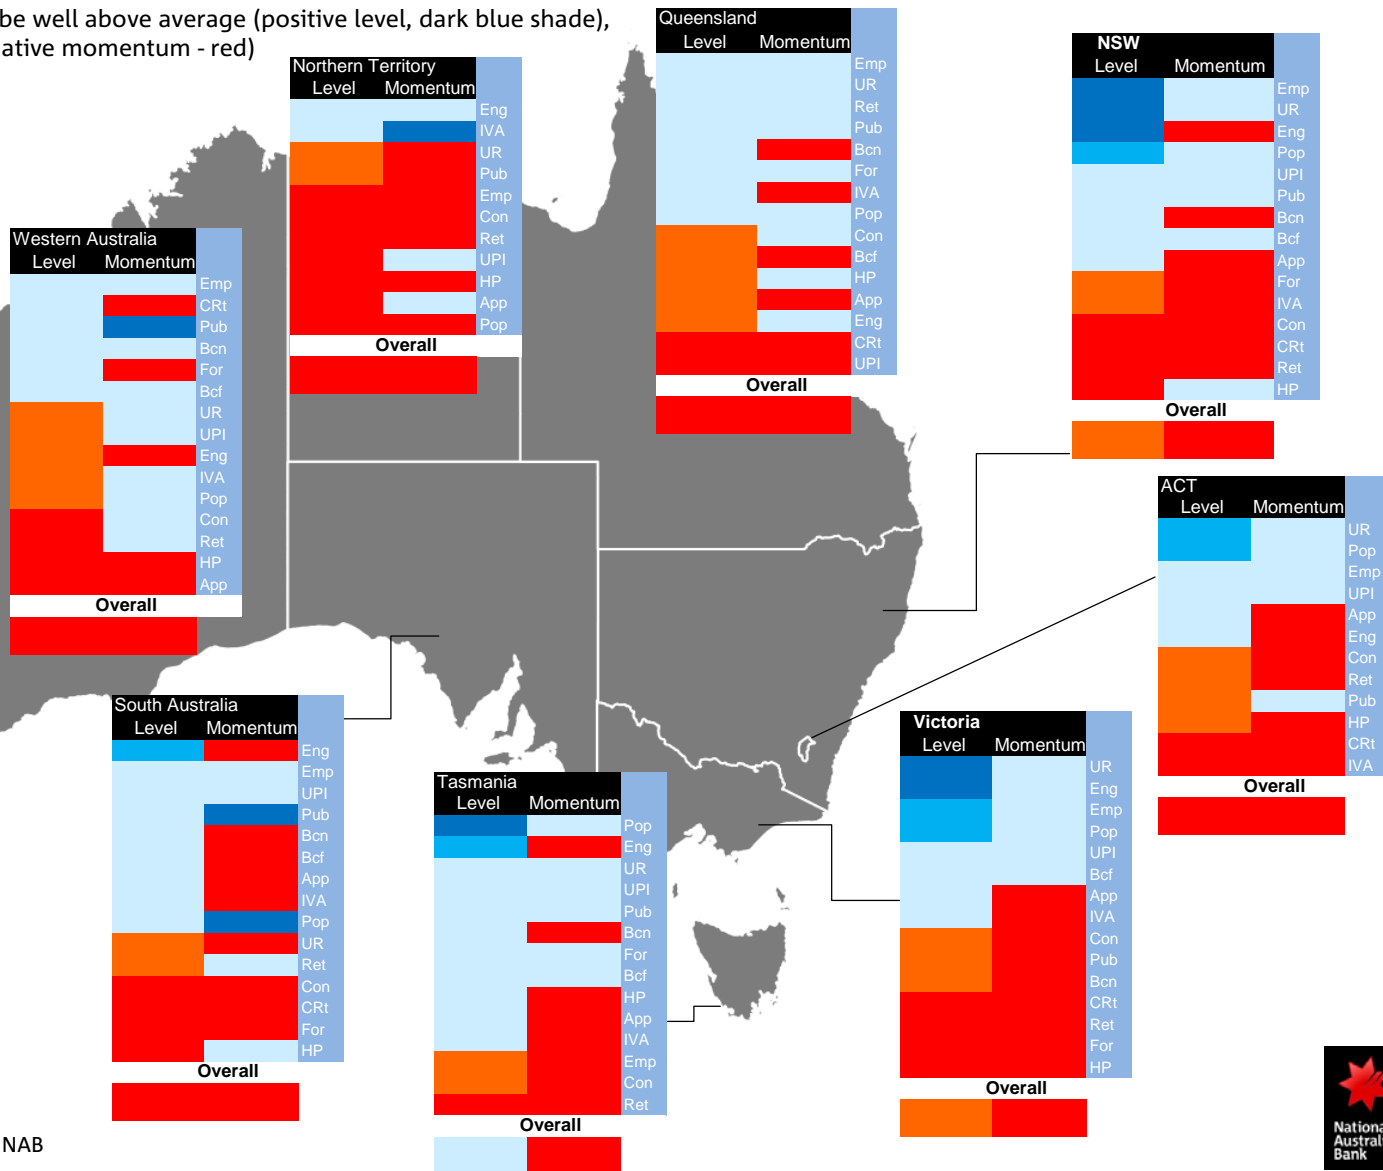 be well above average (positive level, dark blue shade),
ative momentum - red)
Northern Territory
Level Momentum
Eng
IVA
UR
Pub
Emp
Con
Ret
UPI
HP
App
Pop
Overall
Queensland
Level Momentum
Emp
UR
Ret
Pub
Bcn
For
IVA
Pop
Con
Bcf
HP
App
Eng
CRt
UPI
Overall
NSW
Level Momentum
Emp
UR
Eng
Pop
UPI
Pub
Bcn
Bcf
App
For
IVA
Con
CRt
Ret
HP
Overall
Western Australia
Level Momentum
Emp
CRt
Pub
Bcn
For
Bcf
UR
UPI
Eng
IVA
Pop
Con
Ret
HP
App
Overall
ACT
Level Momentum
UR
Pop
Emp
UPI
App
Eng
Con
Ret
Pub
HP
CRt
IVA
Overall
South Australia
Level Momentum
Eng
Emp
UPI
Pub
Bcn
Bcf
App
IVA
Pop
UR
Ret
Con
CRt
For
HP
Overall
Tasmania
Level Momentum
Pop
Eng
UR
UPI
Pub
Bcn
For
Bcf
HP
App
IVA
Emp
Con
Ret
Overall
Victoria
Level Momentum
UR
Eng
Emp
Pop
UPI
Bcf
App
IVA
Con
Pub
Bcn
CRt
Ret
For
HP
Overall
NAB
Nationa
Austral
Bank